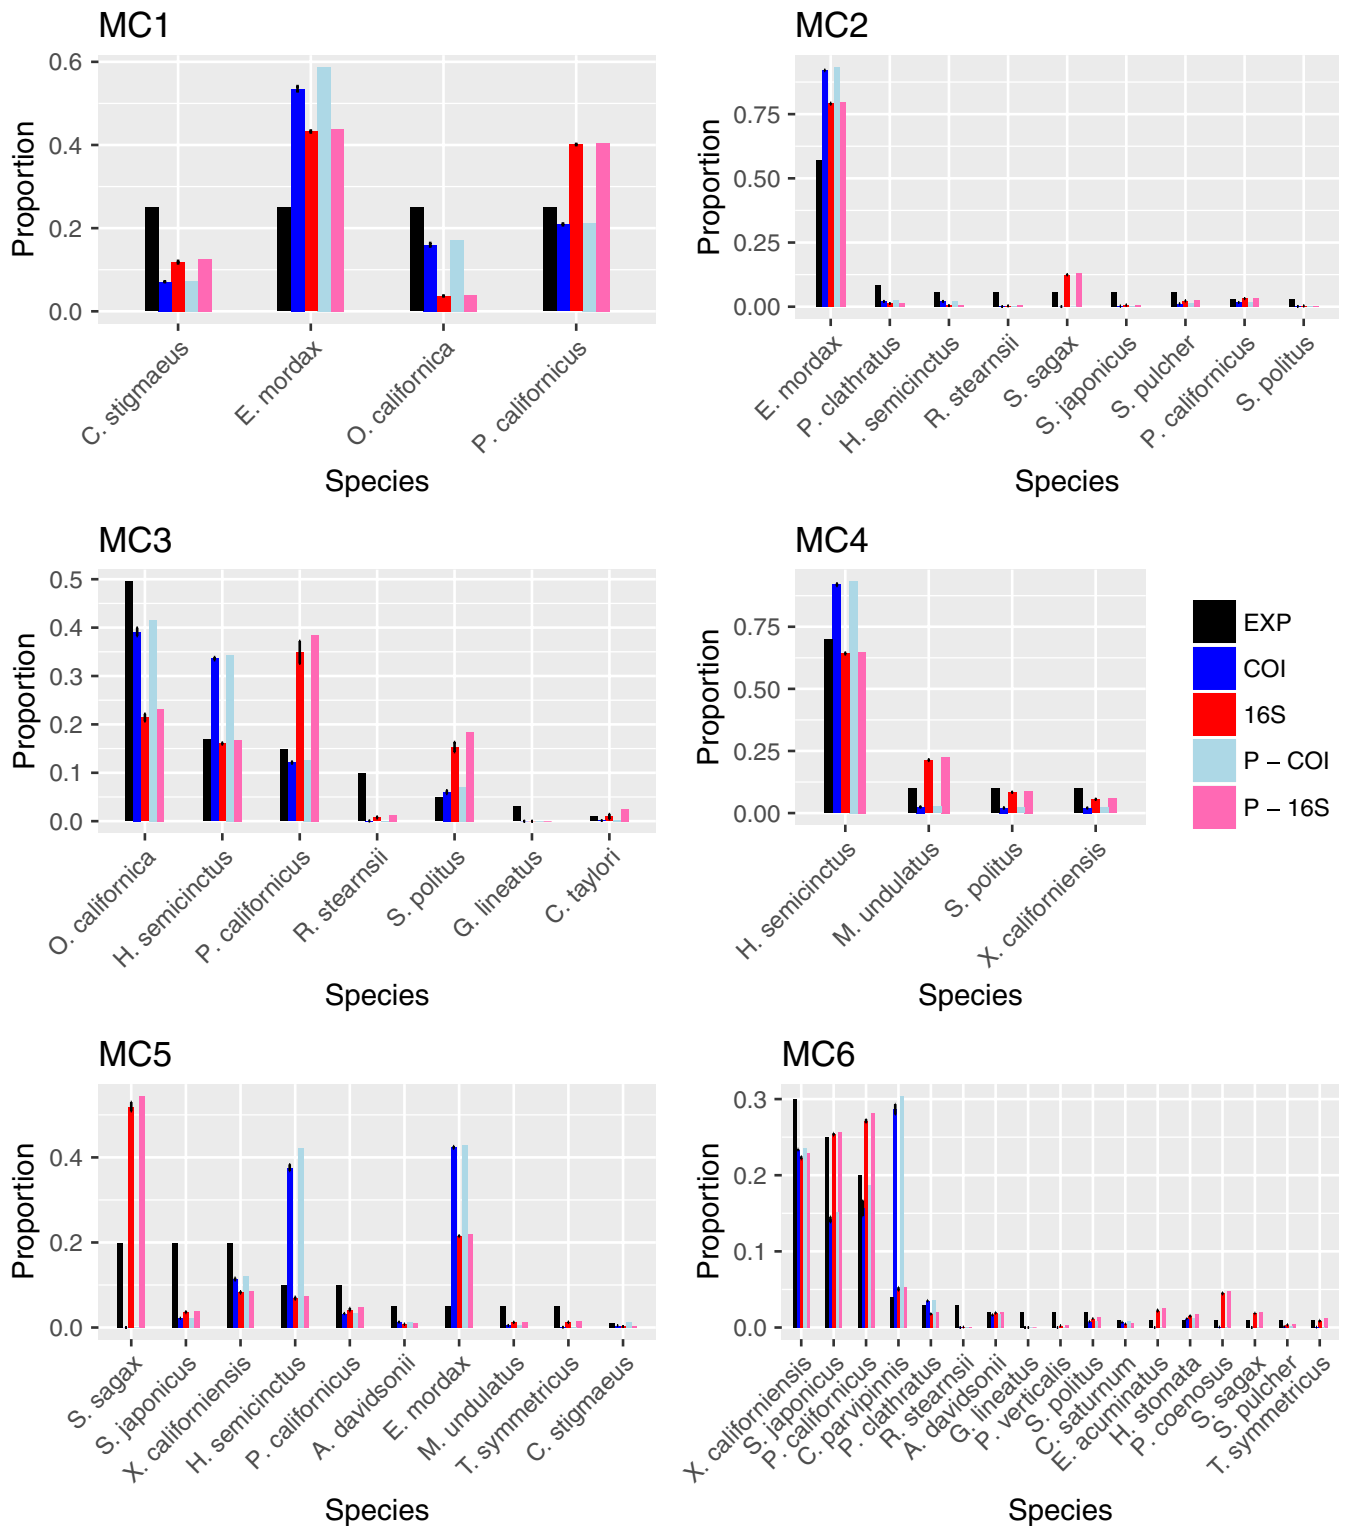 MC1
0.6
0.4
0.2
0.0
Proportion
C. stigmaeus
E. mordax
O. californica
P. californicus
Species
MC2
0.75
0.50
0.25
0.00
Proportion
E. mordax
P. clathratus
H. semicinctus
R. stearnsii
S. sagax
S. japonicus
S. pulcher
P. californicus
S. politus
Species
MC3
0.5
0.4
0.3
0.2
0.1
0.0
Proportion
O. californica
H. semicinctus
P. californicus
R. stearnsii
S. politus
G. lineatus
C. taylori
Species
MC4
0.75
0.50
0.25
0.00
Proportion
H. semicinctus
M. undulatus
S. politus
X. californiensis
Species
EXP
COI
16S
P − COI
P − 16S
MC5
0.4
0.2
0.0
Proportion
S. sagax
S. japonicus
X. californiensis
H. semicinctus
P. californicus
A. davidsonii
E. mordax
M. undulatus
T. symmetricus
C. stigmaeus
Species
MC6
0.3
0.2
0.1
0.0
Proportion
X. californiensis
S. japonicus
P. californicus
C. parvipinnis
P. clathratus
R. stearnsii
A. davidsonii
G. lineatus
P. verticalis
S. politus
C. saturnum
E. acuminatus
H. stomata
P. coenosus
S. sagax
S. pulcher
T. symmetricus
Species